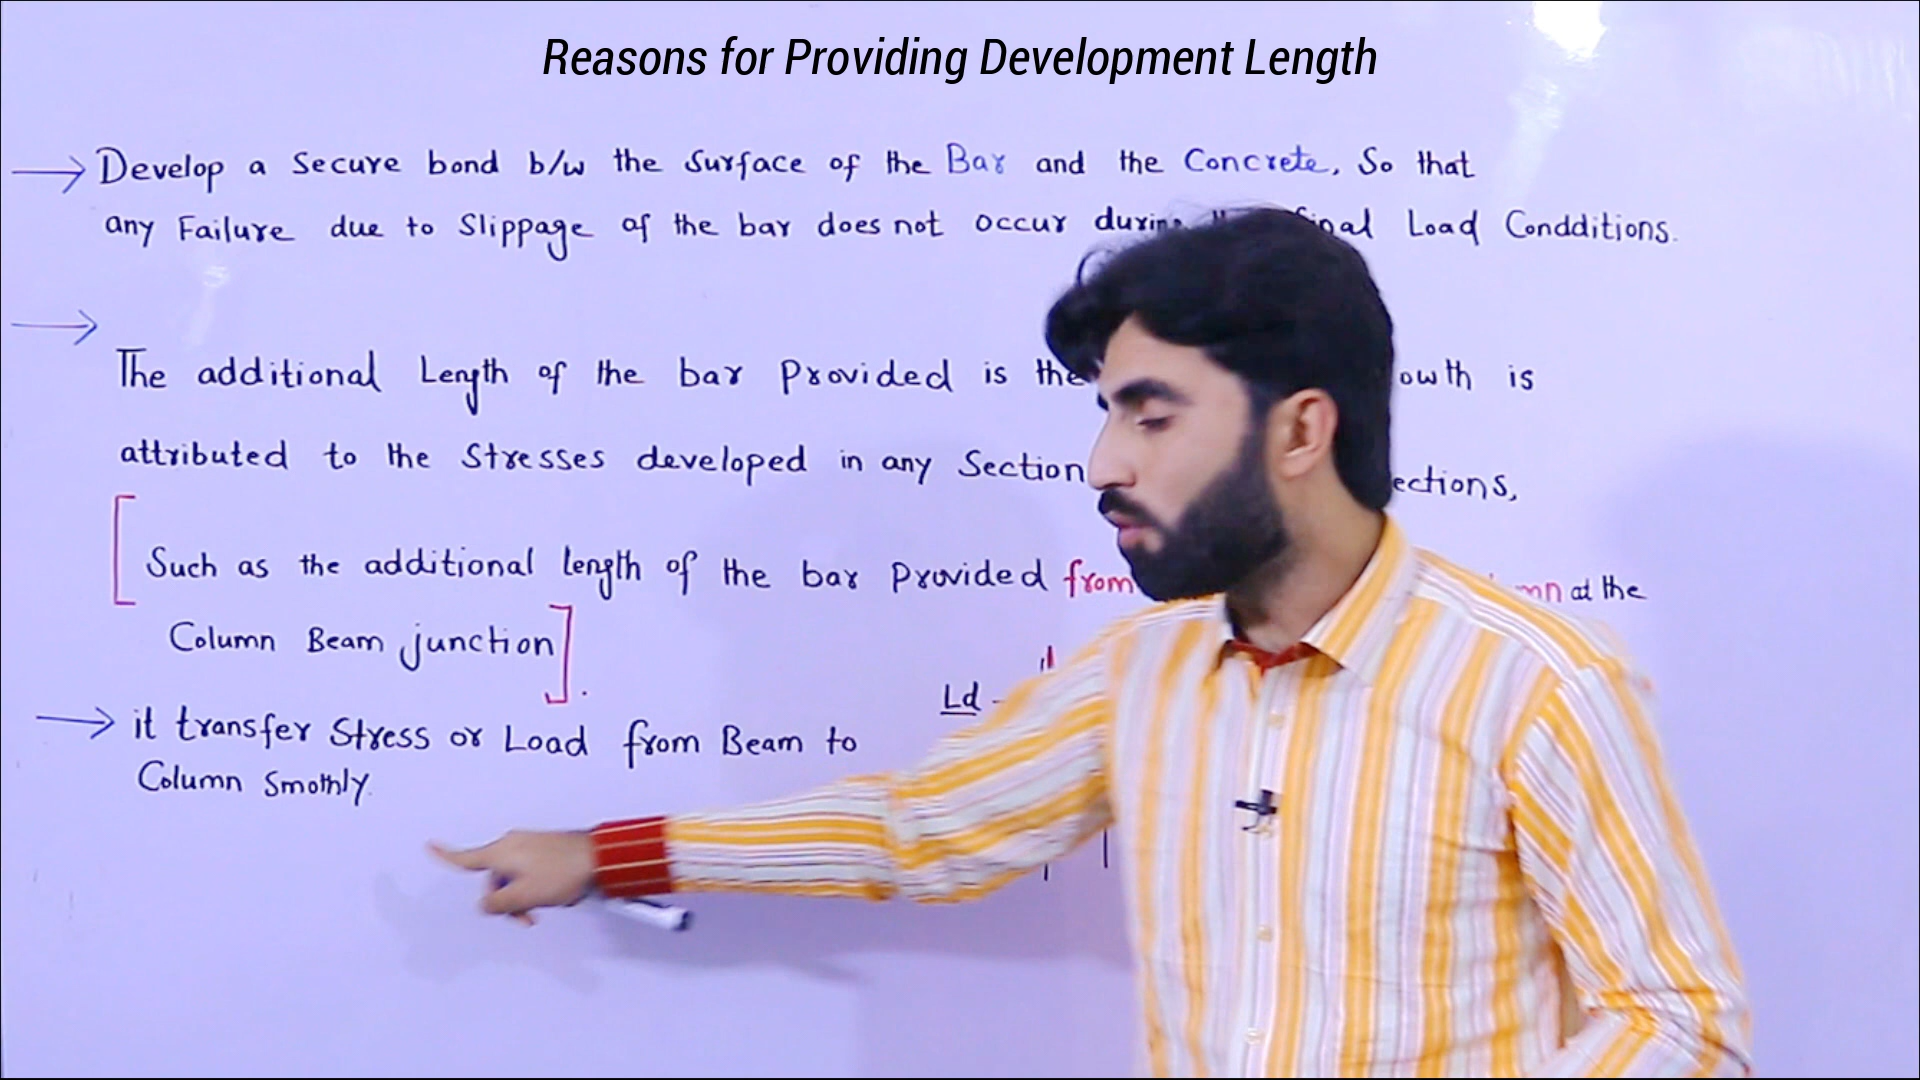 Reasons for Providing Development Length
Develop a Secure bond b/w the Surface of the Bar and the Concrete, So that
any Failure due to Slippage of the bar does not occur during Load Condditions.
The additional Length of the bar Provided is the is
attributed to the Stresses developed in any Section
Such as the additional length of the bar Provided from at the
Column Beam junction
Ld
it transfer Stress or Load from Beam to
Column Smothly.